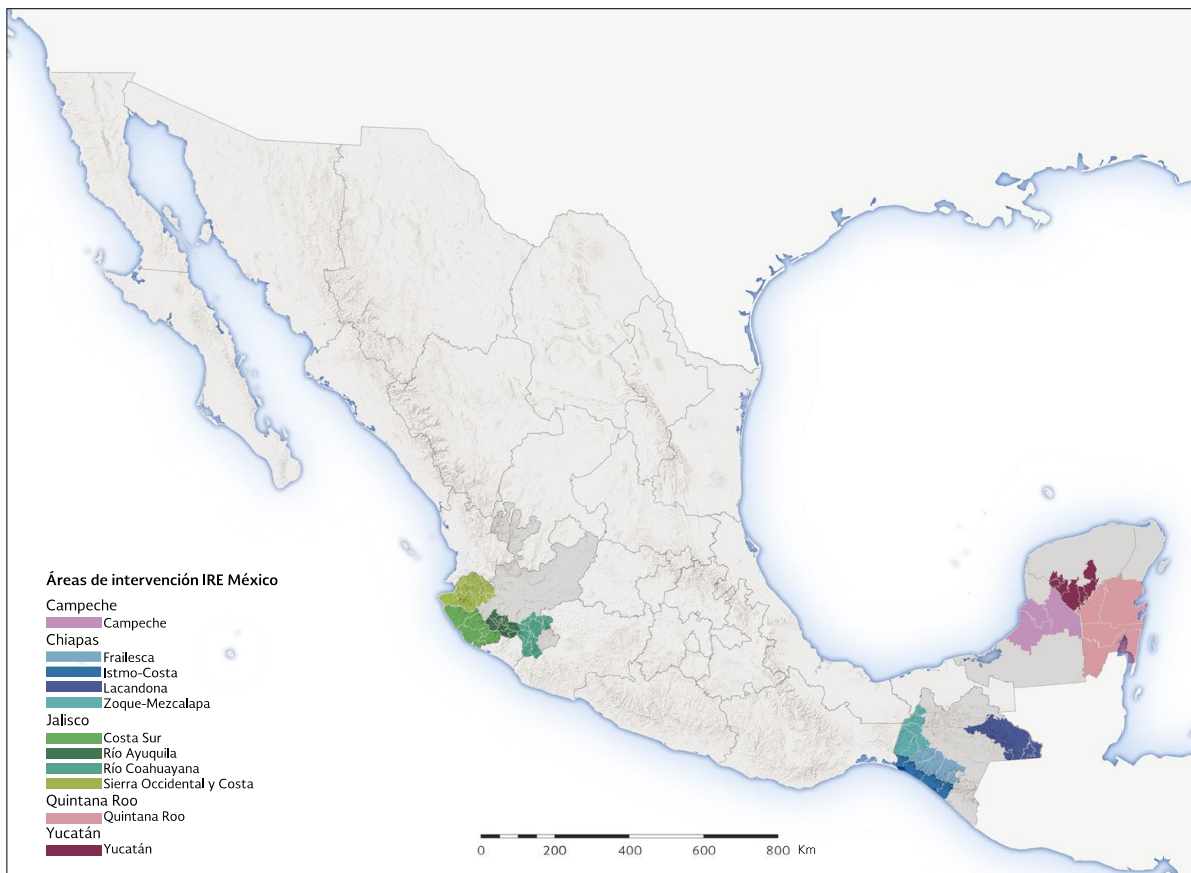 Áreas de intervención IRE México
Campeche
Campeche
Chiapas
Frailesca
Istmo-Costa
Lacandona
Zoque-Mezcalapa
Jalisco
Costa Sur
Río Ayuquila
Río Coahuayana
Sierra Occidental y Costa
Quintana Roo
Quintana Roo
Yucatán
Yucatán
0 200 400 600 800 Km